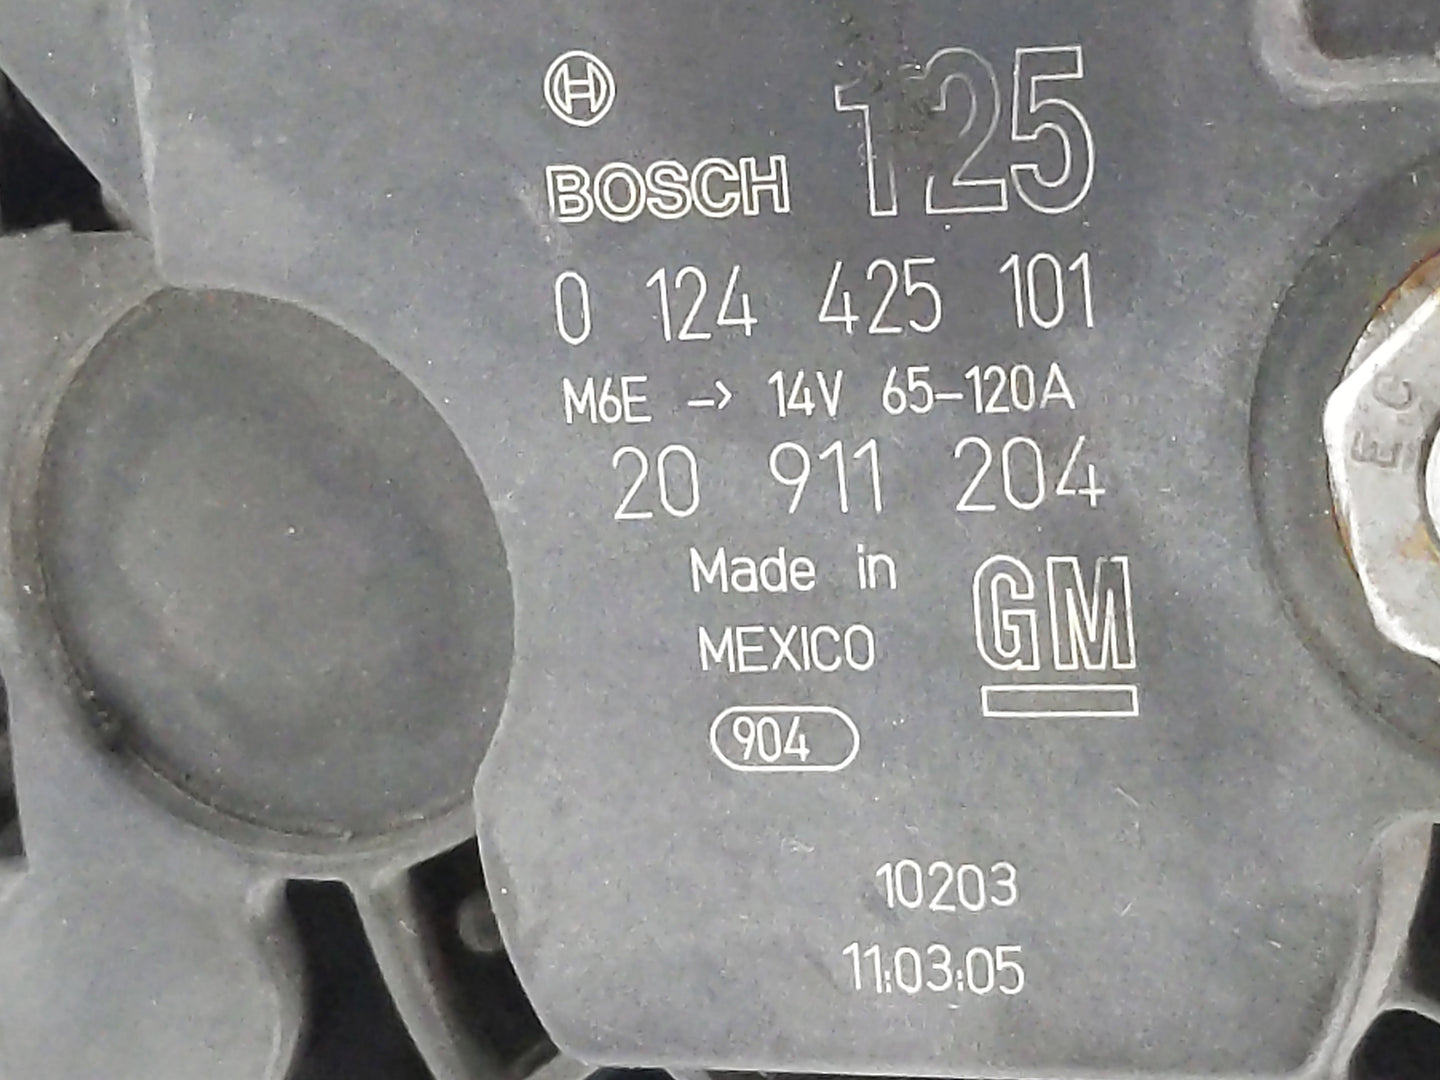 BOSCH 125
0 124 425 101
M6E -> 14V 65-120A
20 911 204
Made in
MEXICO
GM
904
10203
11:03:05
EG